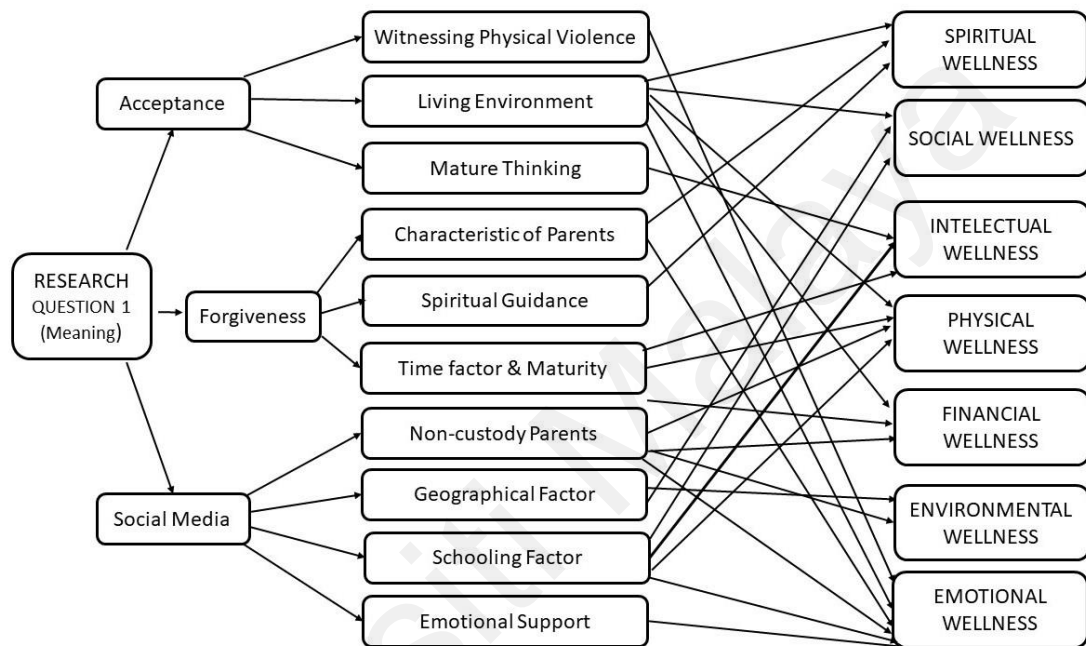 Witnessing Physical Violence
Living Environment
Mature Thinking
Characteristic of Parents
Spiritual Guidance
Time factor & Maturity
Non-custody Parents
Geographical Factor
Schooling Factor
Emotional Support
Acceptance
Forgiveness
Social Media
RESEARCH
QUESTION 1
(Meaning)
SPIRITUAL
WELLNESS
SOCIAL WELLNESS
INTELECTUAL
WELLNESS
PHYSICAL
WELLNESS
FINANCIAL
WELLNESS
ENVIRONMENTAL
WELLNESS
EMOTIONAL
WELLNESS
siti Malaya